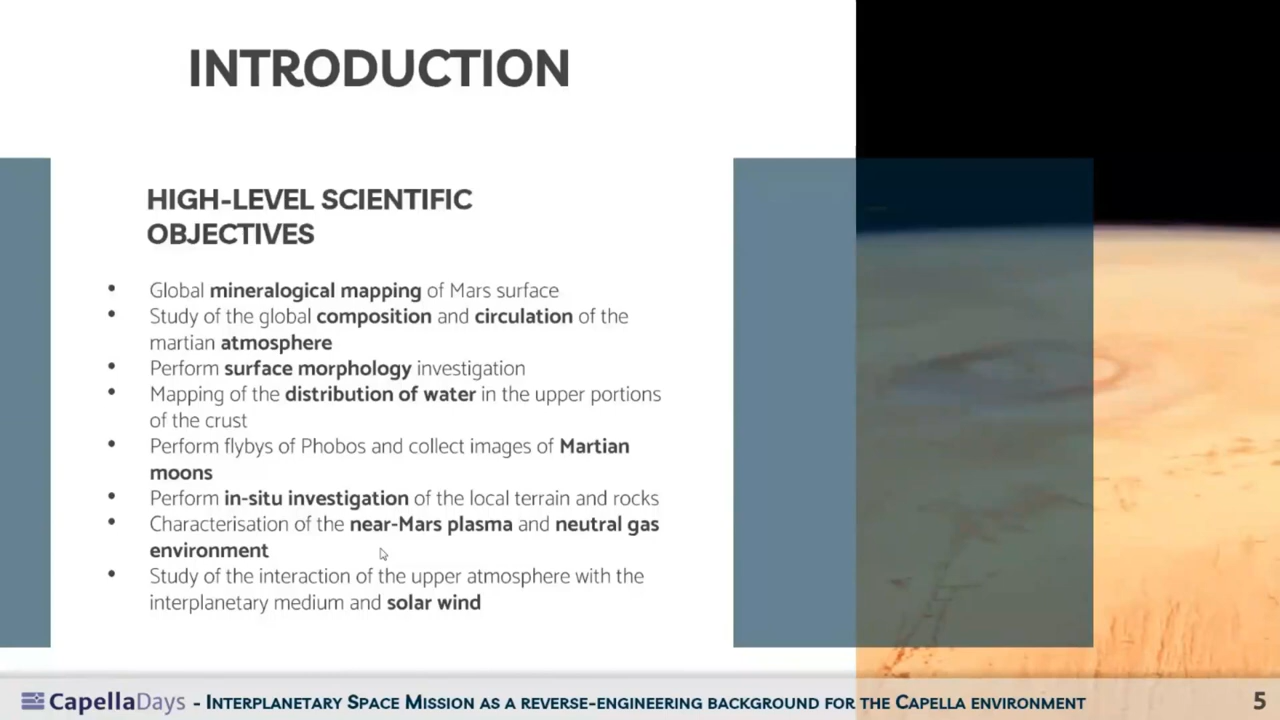 INTRODUCTION
HIGH-LEVEL SCIENTIFIC
OBJECTIVES
• Global mineralogical mapping of Mars surface
• Study of the global composition and circulation of the
martian atmosphere
• Perform surface morphology investigation
• Mapping of the distribution of water in the upper portions
of the crust
• Perform flybys of Phobos and collect images of Martian
moons
• Perform in-situ investigation of the local terrain and rocks
• Characterisation of the near-Mars plasma and neutral gas
environment
• Study of the interaction of the upper atmosphere with the
interplanetary medium and solar wind
CapellaDays - Interplanetary Space Mission as a reverse-engineering background for the Capella environment 5